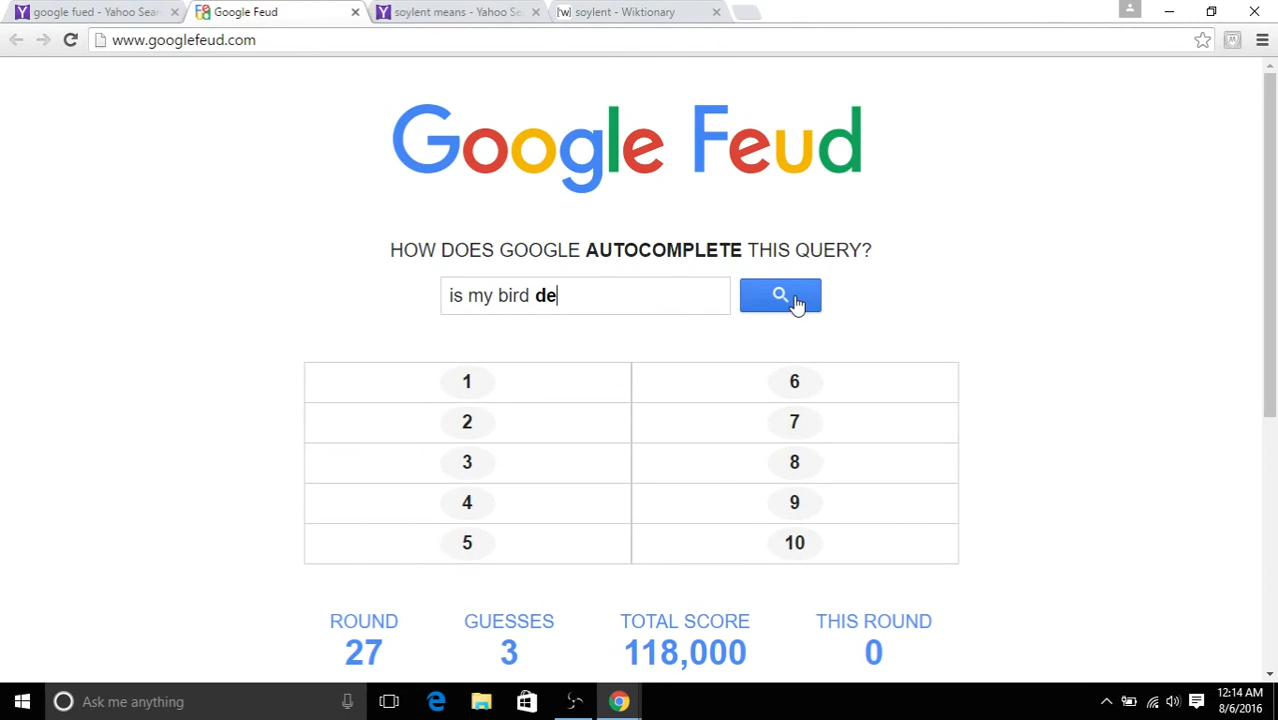 google fued - Yahoo Sear
Google Feud
soylent means - Yahoo Se
soylent - Wiktionary
www.googlefeud.com
Google Feud
HOW DOES GOOGLE AUTOCOMPLETE THIS QUERY?
is my bird de
1 6
2 7
3 8
4 9
5 10
ROUND GUESSES TOTAL SCORE THIS ROUND
27 3 118,000 0
Ask me anything
12:14 AM
8/6/2016